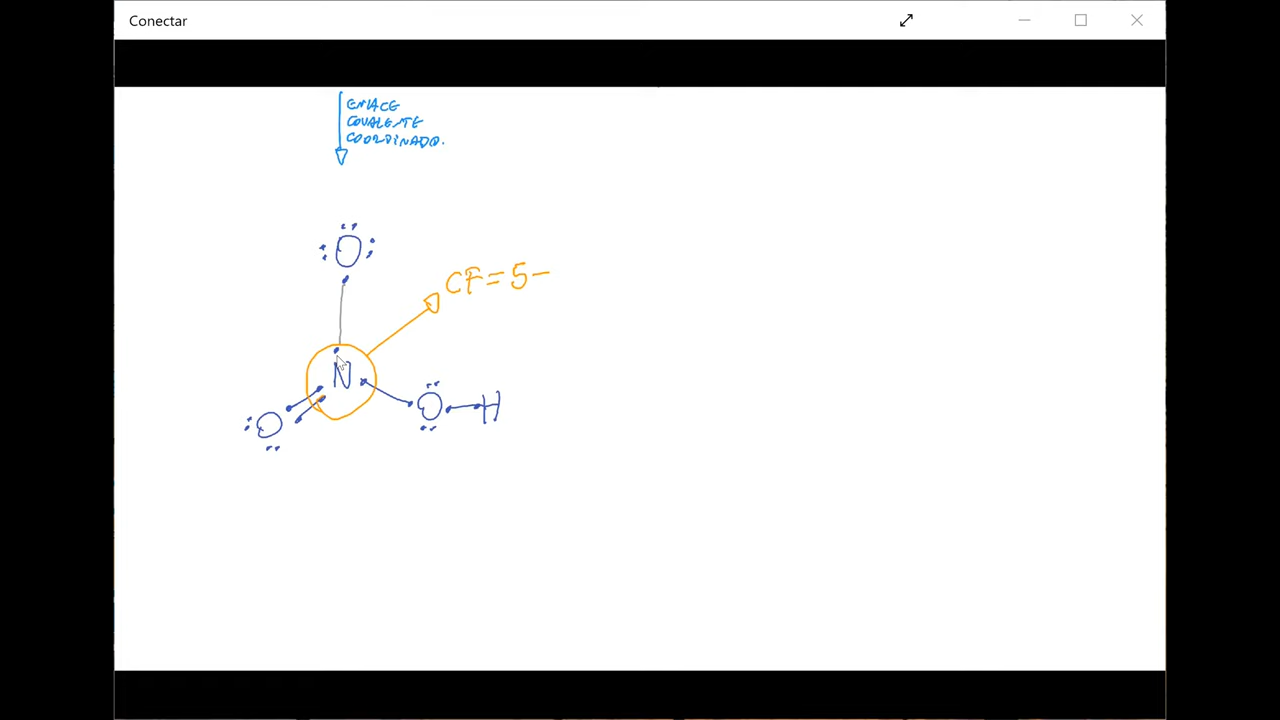 Conectar
ENLACE
COVALENTE
COORDINADO.
O
CF=5-
N
O
O H